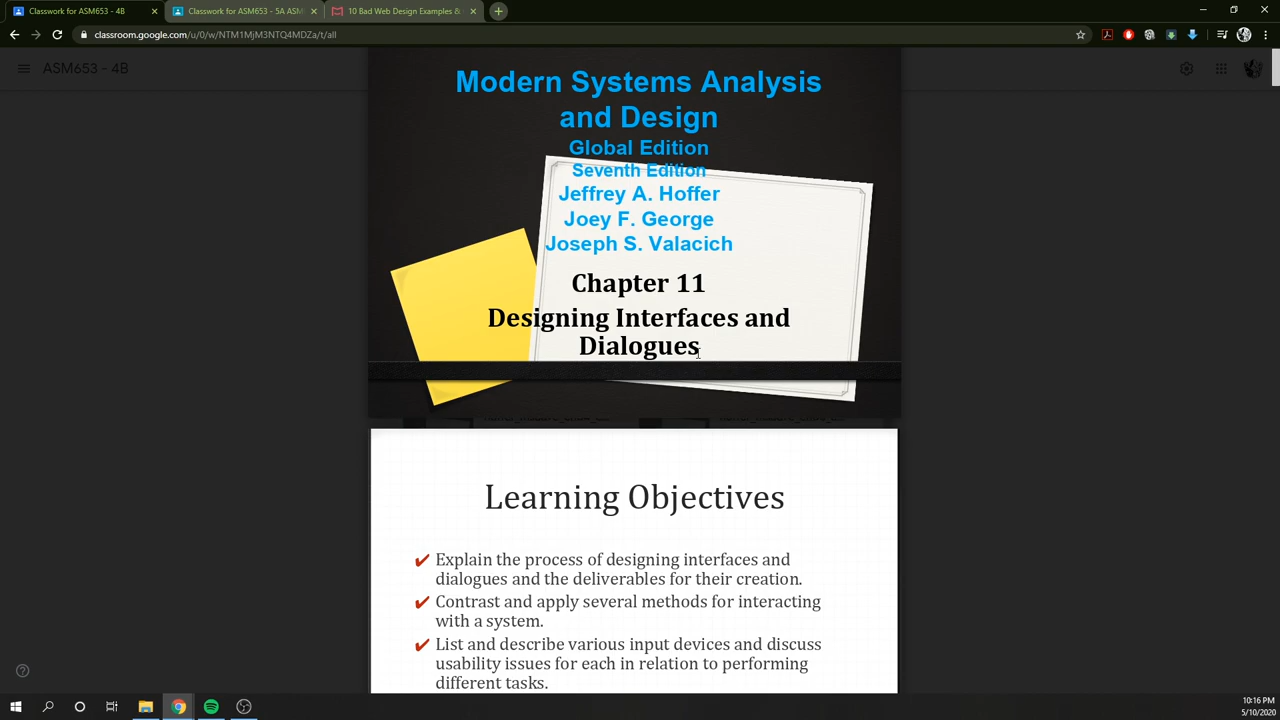 Classwork for ASM653 - 4B
Classwork for ASM653 - 5A ASM
10 Bad Web Design Examples &
classroom.google.com/u/0/w/NTM1MjM3NTQ4MDZa/t/all
ASM653 - 4B
Modern Systems Analysis
and Design
Global Edition
Seventh Edition
Jeffrey A. Hoffer
Joey F. George
Joseph S. Valacich
Chapter 11
Designing Interfaces and
Dialogues
Learning Objectives
Explain the process of designing interfaces and
dialogues and the deliverables for their creation.
Contrast and apply several methods for interacting
with a system.
List and describe various input devices and discuss
usability issues for each in relation to performing
different tasks.
10:16 PM
5/10/2020